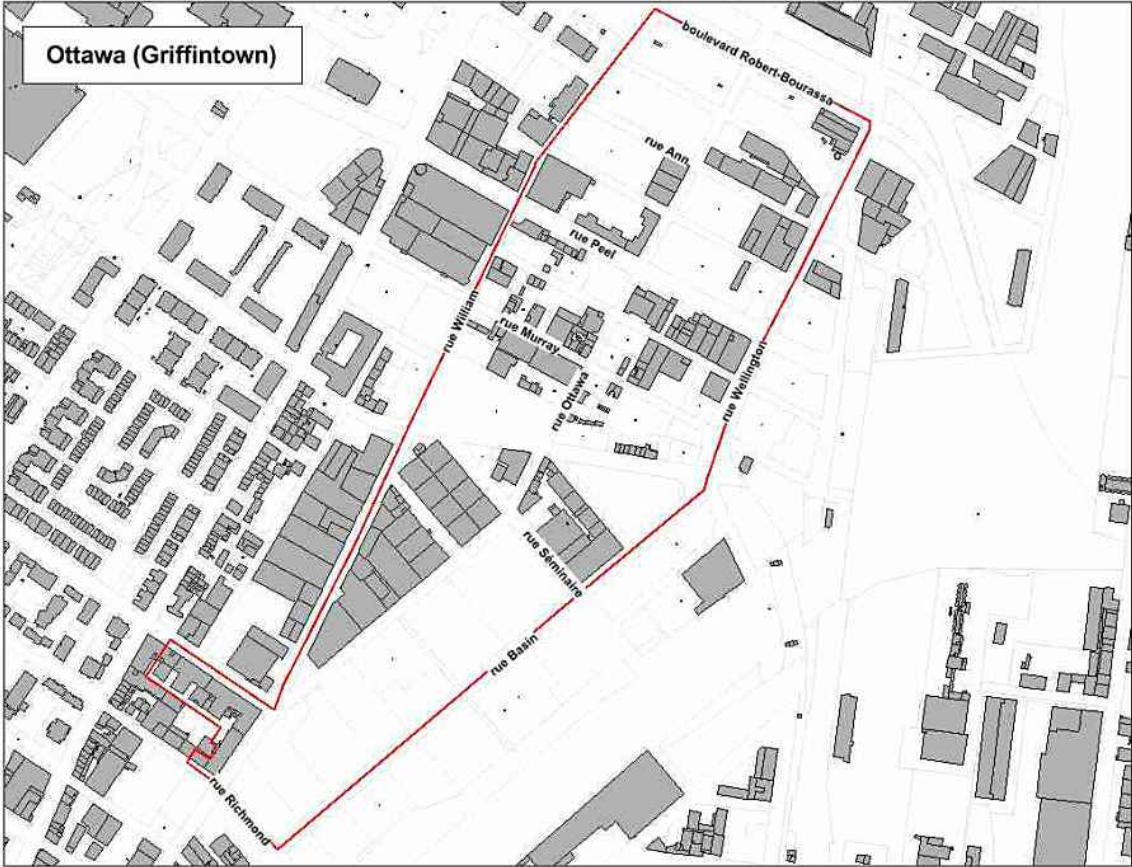 Ottawa (Griffintown)
boulevard Robert-Bourassa
rue Ann
rue Peel
rue William
rue Murray
rue Ottawa
rue Wellington
rue Séminaire
rue Basin
rue Richmond